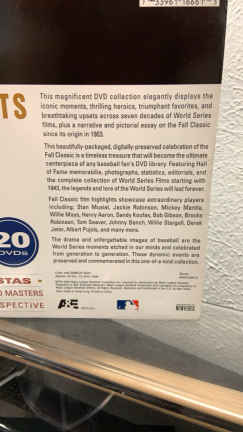 This magnificent DVD collection elegantly displays the
iconic moments, thrilling heroics, triumphant favorites, and
breathtaking upsets across seven decades of World Series
films, plus a narrative and pictorial essay on the Fall Classic
since its origin in 1903.
This beautifully-packaged, digitally-preserved celebration of the
Fall Classic is a timeless treasure that will become the ultimate
centerpiece of any baseball fan's DVD library. Featuring Hall
of Fame memorabilia, photographs, statistics, editorials, and
the complete collection of World Series Films starting with
1943, the legends and lore of the World Series will last forever.
Fall Classic film highlights showcase extraordinary players
including: Stan Musial, Jackie Robinson, Mickey Mantle,
Willie Mays, Henry Aaron, Sandy Koufax, Bob Gibson, Brooks
Robinson, Tom Seaver, Johnny Bench, Willie Stargell, Derek
Jeter, Albert Pujols, and many more.
The drama and unforgettable images of baseball are the
World Series moments etched in our minds and celebrated
from generation to generation. These dynamic events are
preserved and commemorated in this one-of-a-kind collection.
TS
20
DVDS
STAS -
MASTERS
SPECTIVE
A&E